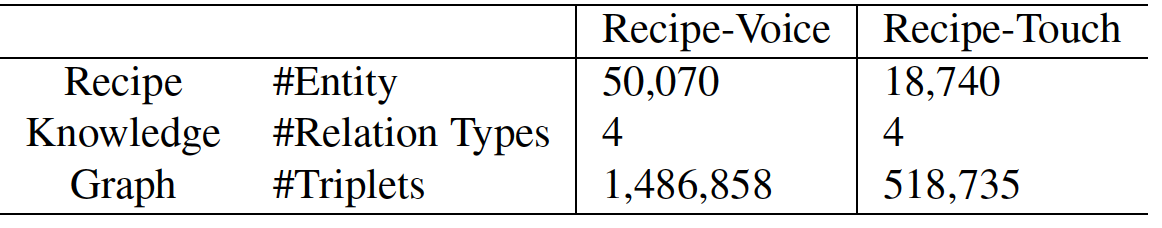 Recipe-Voice Recipe-Touch
Recipe #Entity 50,070 18,740
Knowledge #Relation Types 4 4
Graph #Triplets 1,486,858 518,735